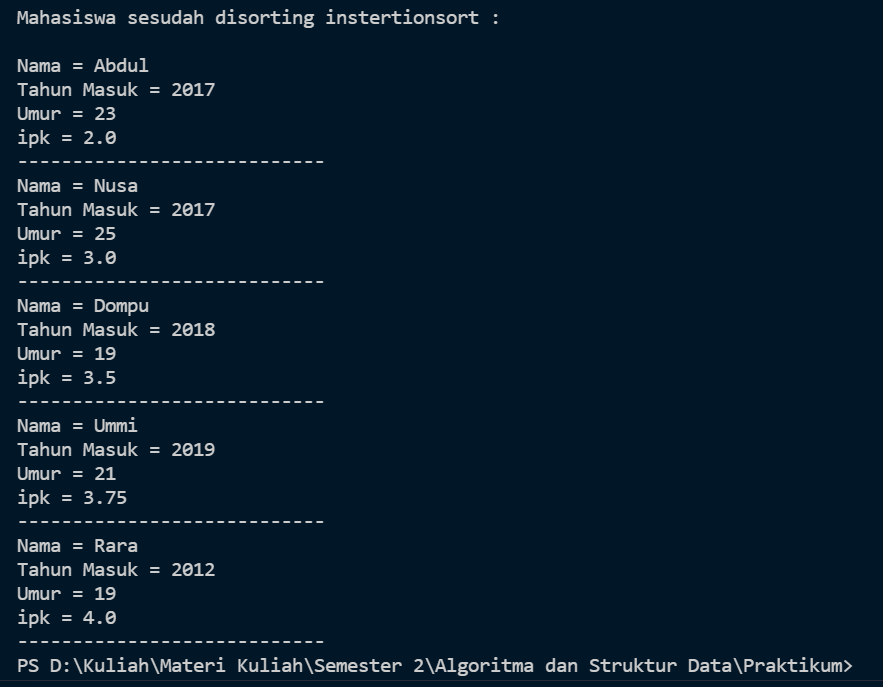 Mahasiswa sesudah disorting instertionsort :
Nama = Abdul
Tahun Masuk = 2017
Umur = 23
ipk = 2.0
----------------------------
Nama = Nusa
Tahun Masuk = 2017
Umur = 25
ipk = 3.0
----------------------------
Nama = Dompu
Tahun Masuk = 2018
Umur = 19
ipk = 3.5
----------------------------
Nama = Ummi
Tahun Masuk = 2019
Umur = 21
ipk = 3.75
----------------------------
Nama = Rara
Tahun Masuk = 2012
Umur = 19
ipk = 4.0
----------------------------
PS D:\Kuliah\Materi Kuliah\Semester 2\Algoritma dan Struktur Data\Praktikum>